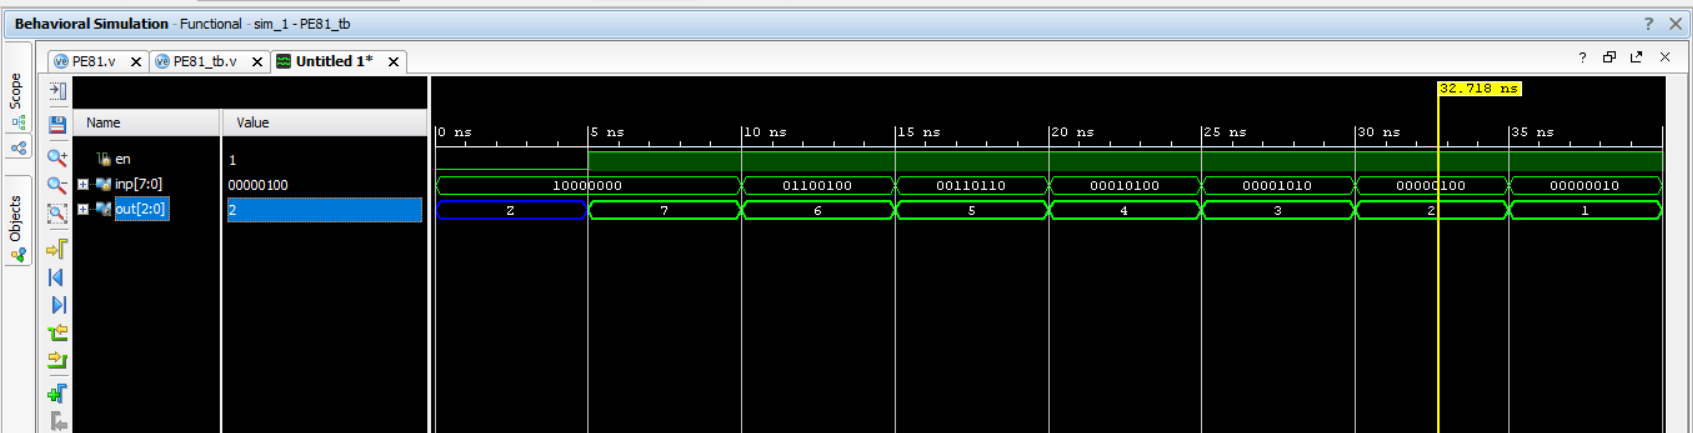 Behavioral Simulation - Functional - sim_1 - PE81_tb
? X
Scope
Objects
PE81.v X PE81_tb.v X Untitled 1* X
?
Name Value
32.718 ns
0 ns 5 ns 10 ns 15 ns 20 ns 25 ns 30 ns 35 ns
en 1
inp[7:0] 00000100 10000000 01100100 00110110 00010100 00001010 00000100 00000010
out[2:0] 2 Z 7 6 5 4 3 2 1